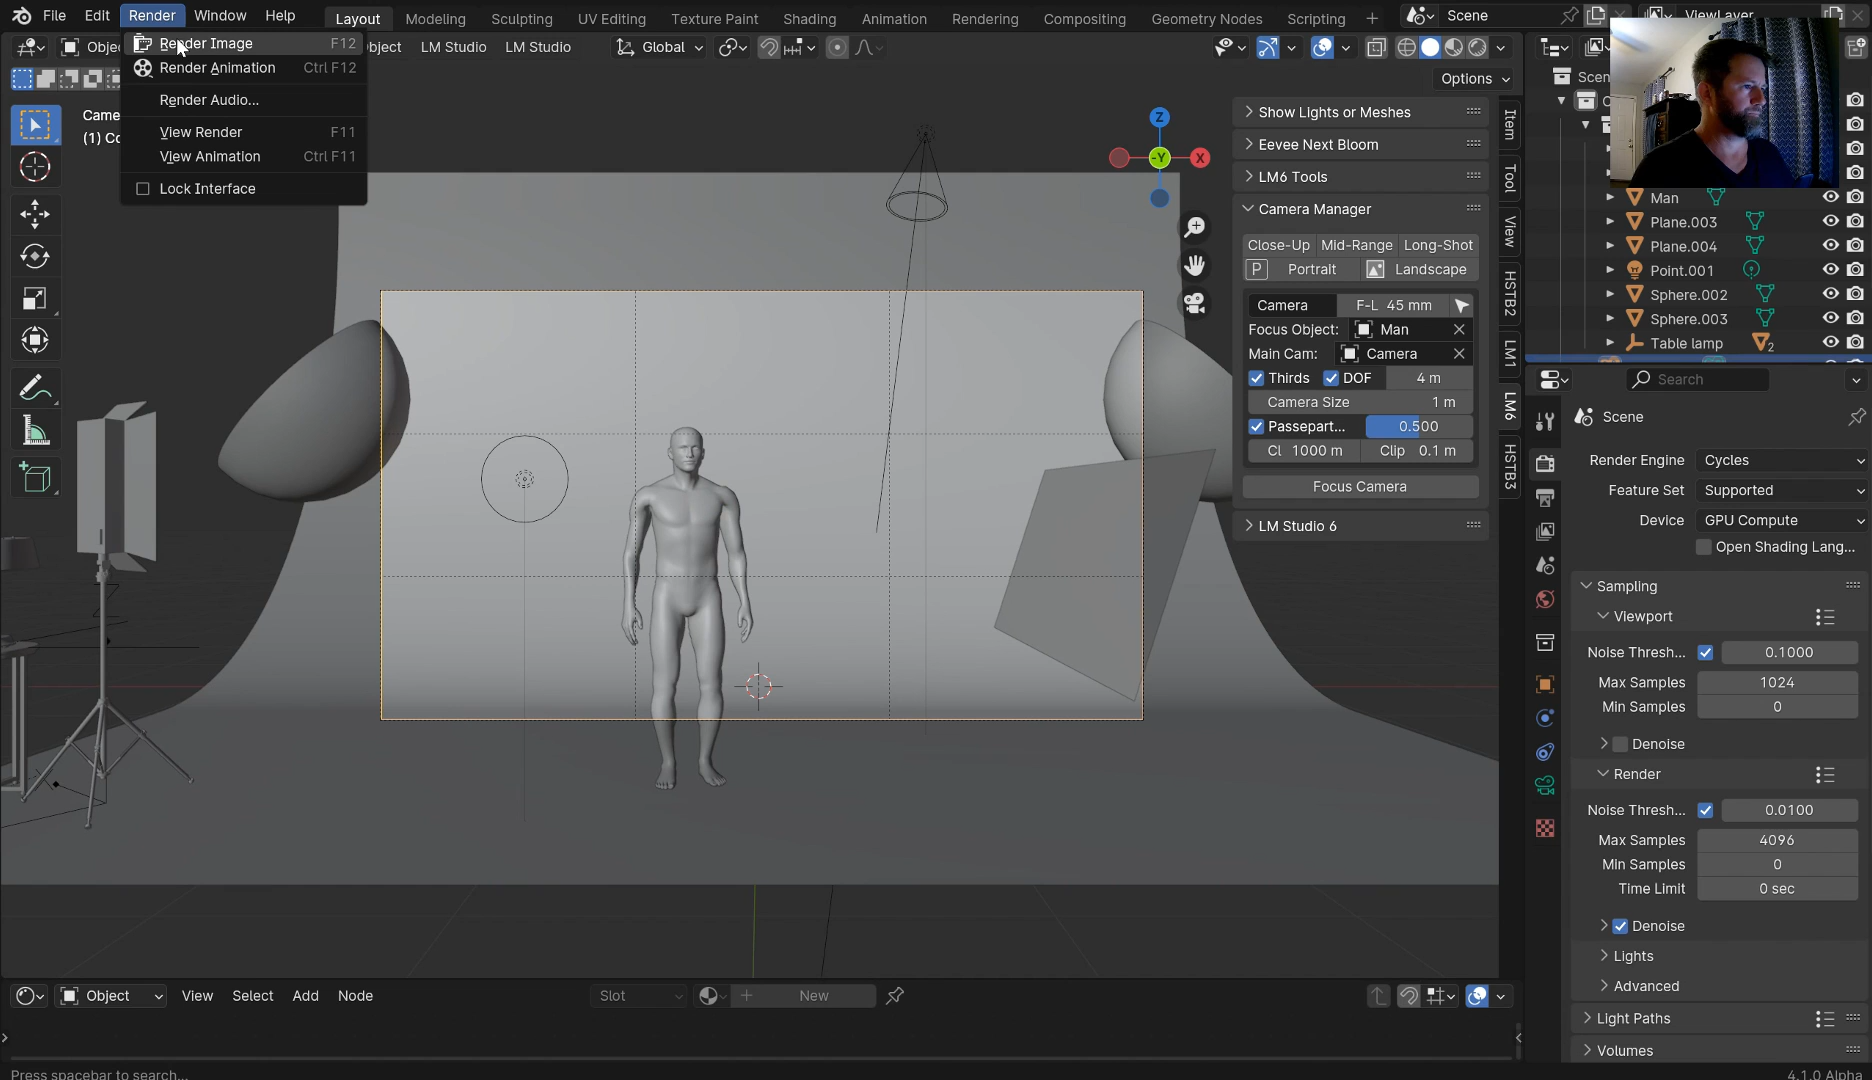 File Edit Render Window Help Layout Modeling Sculpting UV Editing Texture Paint Shading Animation Rendering Compositing Geometry Nodes Scripting + Scene ViewLayer
Render Image F12
Render Animation Ctrl F12
Render Audio...
View Render F11
View Animation Ctrl F11
Lock Interface
LM Studio LM Studio Global
Options
(1) Co
Z
-Y
X
Show Lights or Meshes
Eevee Next Bloom
LM6 Tools
Camera Manager
Close-Up Mid-Range Long-Shot
P Portrait Landscape
Camera F-L 45 mm
Focus Object: Man
Main Cam: Camera
Thirds DOF 4 m
Camera Size 1 m
Passepart... 0.500
Cl 1000 m Clip 0.1 m
Focus Camera
LM Studio 6
Item
Tool
View
HSTB2
LM1
LM6
HSTB3
Man
Plane.003
Plane.004
Point.001
Sphere.002
Sphere.003
Table lamp 2
Search
Scene
Render Engine Cycles
Feature Set Supported
Device GPU Compute
Open Shading Lang...
Sampling
Viewport
Noise Thresh... 0.1000
Max Samples 1024
Min Samples 0
Denoise
Render
Noise Thresh... 0.0100
Max Samples 4096
Min Samples 0
Time Limit 0 sec
Denoise
Lights
Advanced
Light Paths
Volumes
Object View Select Add Node Slot + New
Press spacebar to search...
4.1.0 Alpha